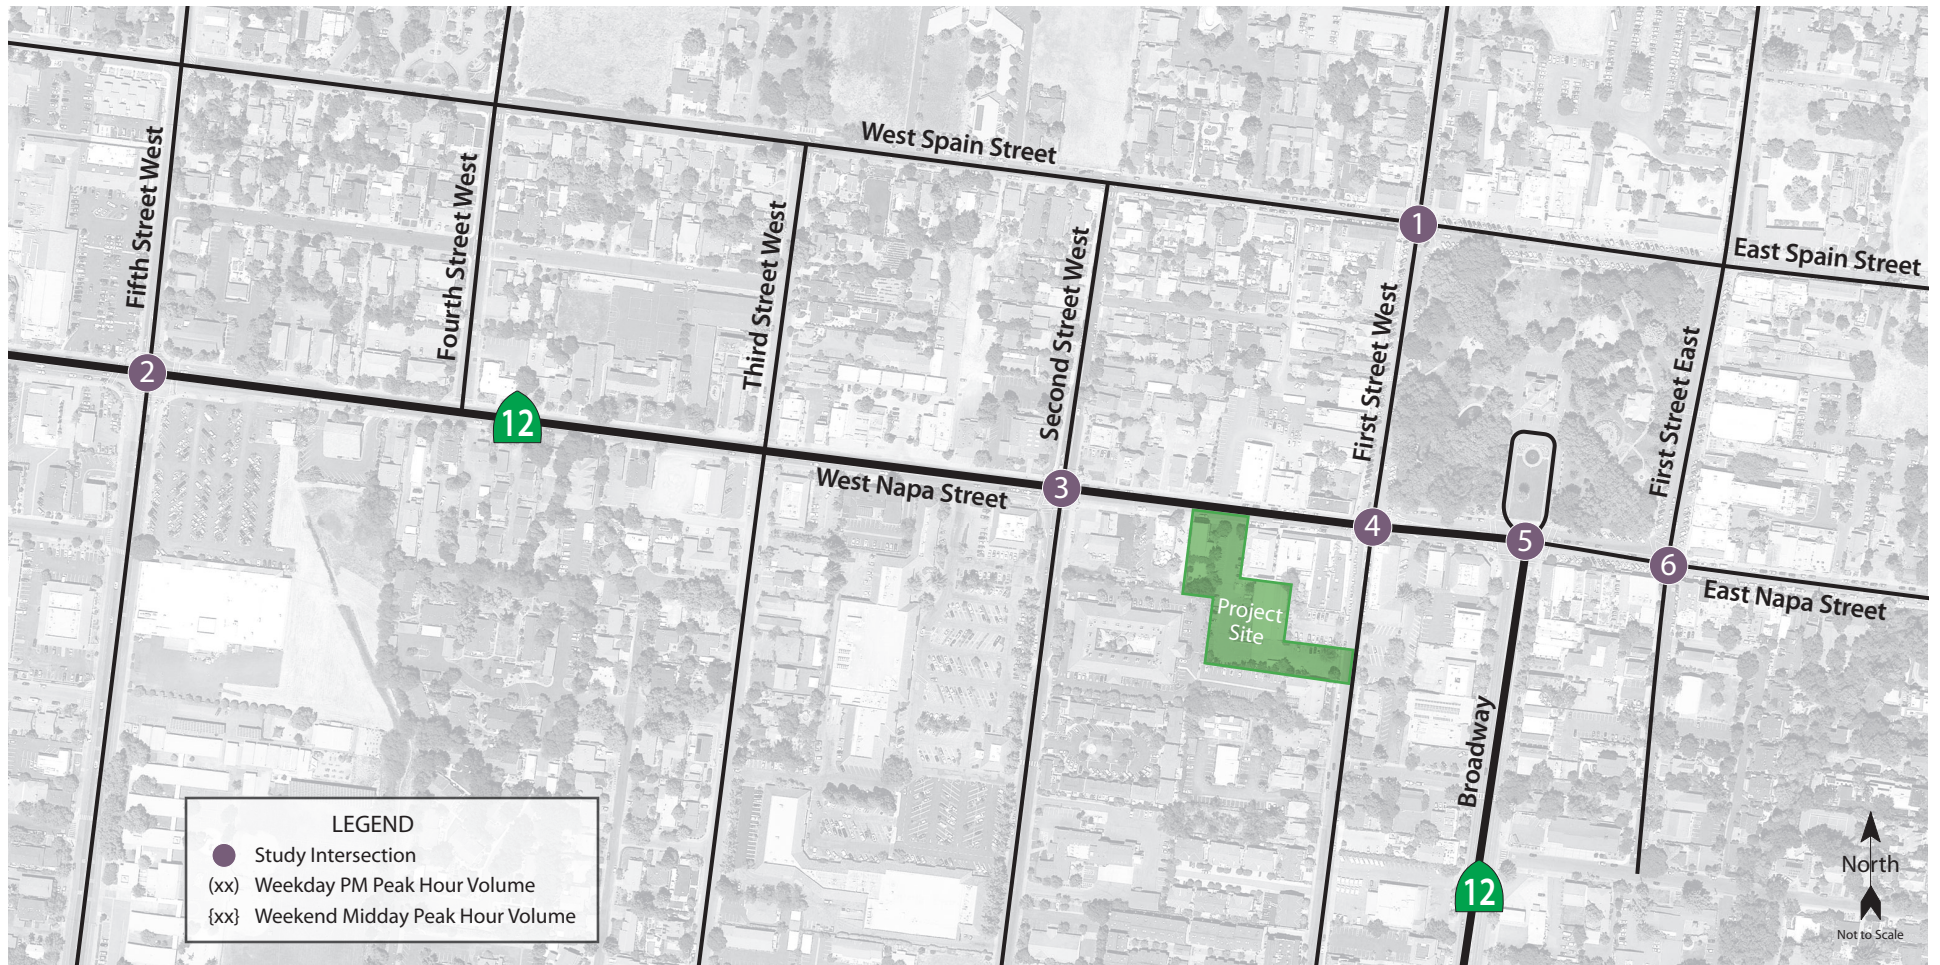 West Spain Street
East Spain Street
Fifth Street West
Fourth Street West
Third Street West
Second Street West
First Street West
First Street East
1
2
12
West Napa Street
3
4
5
6
East Napa Street
Project
Site
Broadway
12
LEGEND
Study Intersection
(xx) Weekday PM Peak Hour Volume
{xx} Weekend Midday Peak Hour Volume
North
Not to Scale